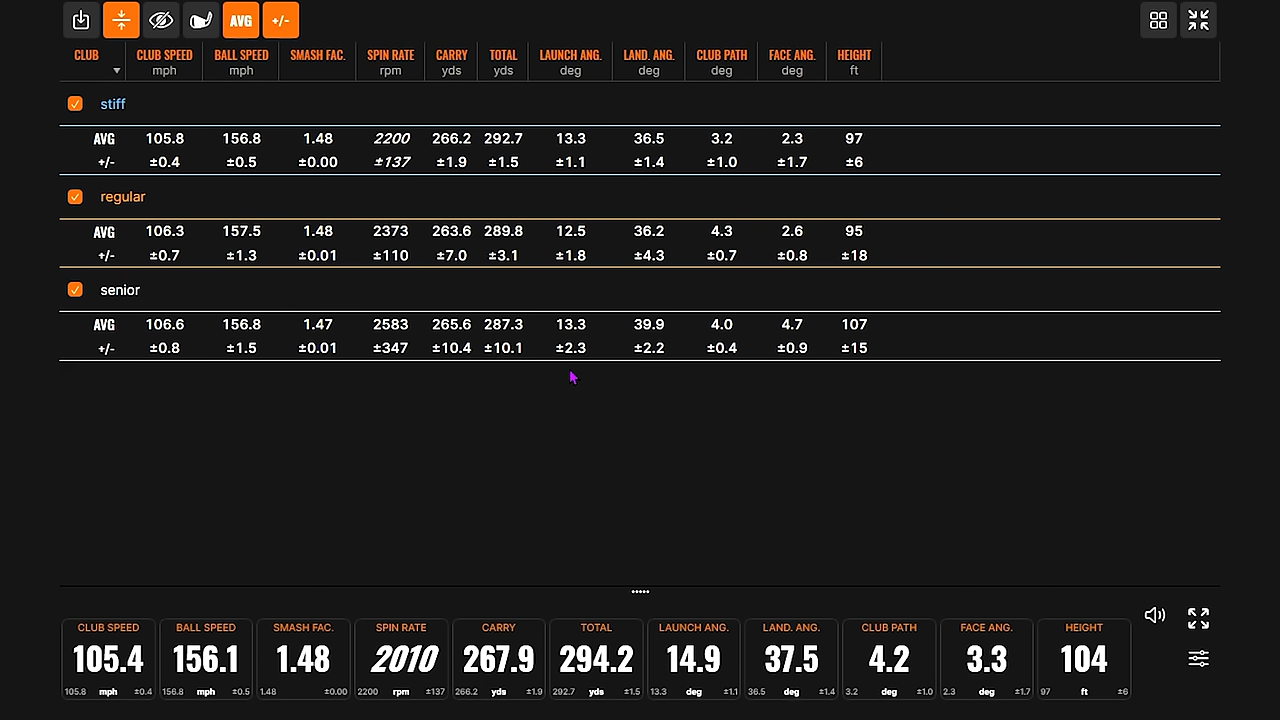 AVG +/-
CLUB CLUB SPEED BALL SPEED SMASH FAC. SPIN RATE CARRY TOTAL LAUNCH ANG. LAND. ANG. CLUB PATH FACE ANG. HEIGHT
mph mph rpm yds yds deg deg deg deg ft
stiff
AVG 105.8 156.8 1.48 2200 266.2 292.7 13.3 36.5 3.2 2.3 97
+/- ±0.4 ±0.5 ±0.00 ±137 ±1.9 ±1.5 ±1.1 ±1.4 ±1.0 ±1.7 ±6
regular
AVG 106.3 157.5 1.48 2373 263.6 289.8 12.5 36.2 4.3 2.6 95
+/- ±0.7 ±1.3 ±0.01 ±110 ±7.0 ±3.1 ±1.8 ±4.3 ±0.7 ±0.8 ±18
senior
AVG 106.6 156.8 1.47 2583 265.6 287.3 13.3 39.9 4.0 4.7 107
+/- ±0.8 ±1.5 ±0.01 ±347 ±10.4 ±10.1 ±2.3 ±2.2 ±0.4 ±0.9 ±15
CLUB SPEED BALL SPEED SMASH FAC. SPIN RATE CARRY TOTAL LAUNCH ANG. LAND. ANG. CLUB PATH FACE ANG. HEIGHT
105.4 156.1 1.48 2010 267.9 294.2 14.9 37.5 4.2 3.3 104
105.8 mph ±0.4 156.8 mph ±0.5 1.48 ±0.00 2200 rpm ±137 266.2 yds ±1.9 292.7 yds ±1.5 13.3 deg ±1.1 36.5 deg ±1.4 3.2 deg ±1.0 2.3 deg ±1.7 97 ft ±6